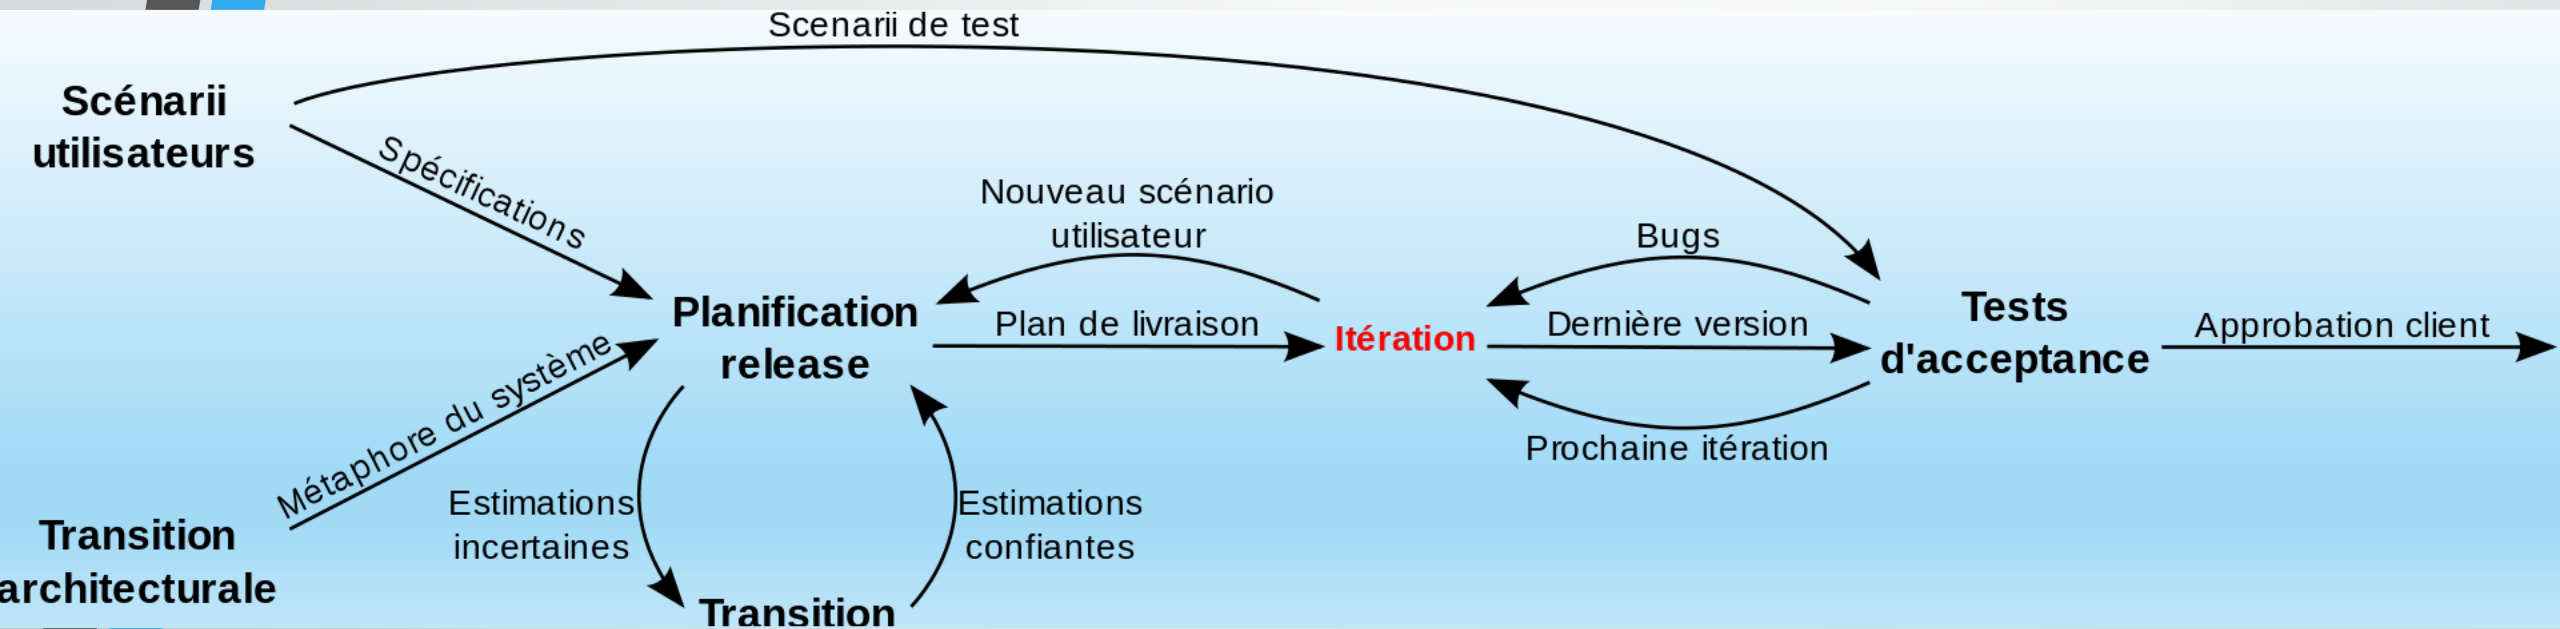 Scenarii de test
Scénarii
utilisateurs
Spécifications
Nouveau scénario
utilisateur
Bugs
Planification
release
Plan de livraison
Itération
Dernière version
Tests
d'acceptance
Approbation client
Métaphore du système
Prochaine itération
Estimations
incertaines
Estimations
confiantes
Transition
architecturale
Transition